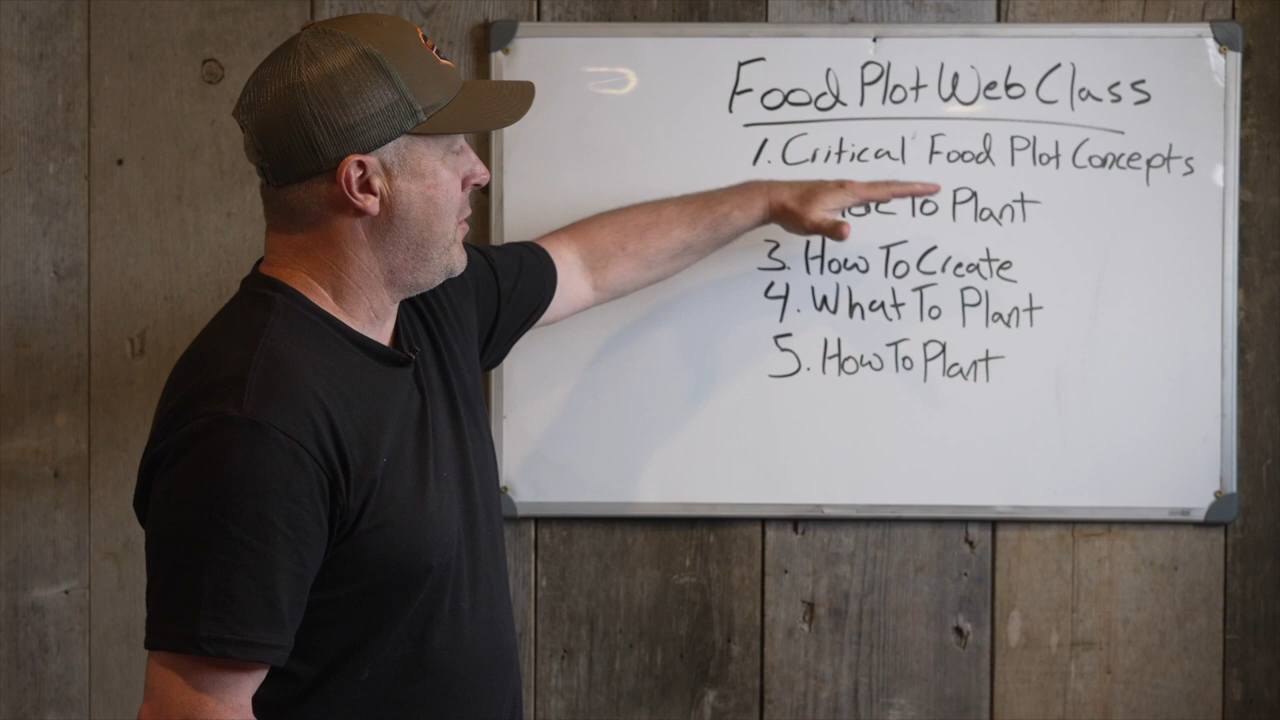 Food Plot Web Class
1. Critical Food Plot Concepts
To Plant
3. How To Create
4. What To Plant
5. How To Plant